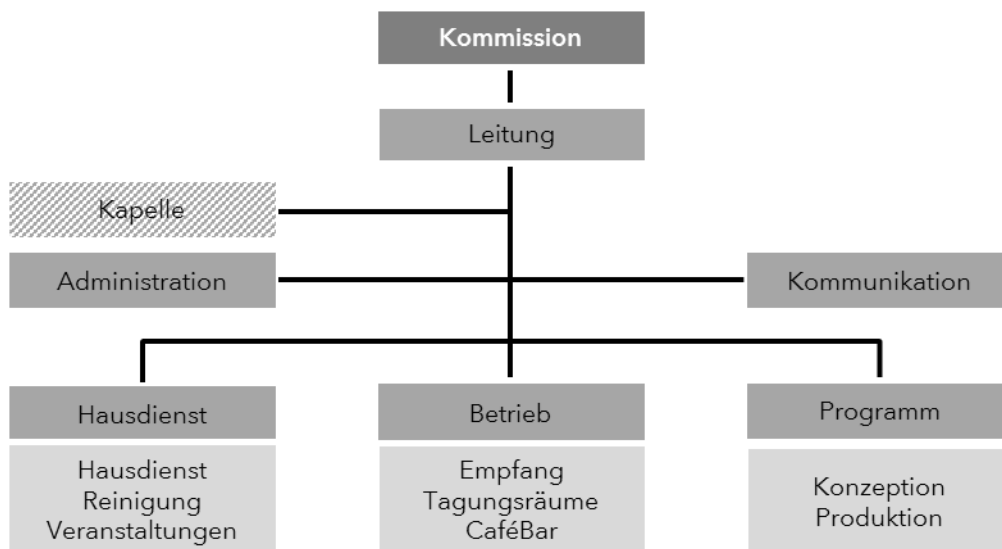 Kommission
Leitung
Kapelle
Administration
Kommunikation
Hausdienst
Betrieb
Programm
Hausdienst
Reinigung
Veranstaltungen
Empfang
Tagungsräume
CaféBar
Konzeption
Produktion